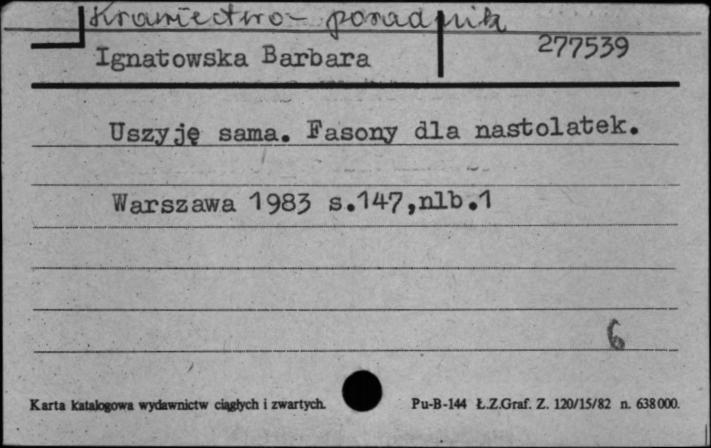 Krawiectwo - poradnik
Ignatowska Barbara 277539
Uszyję sama. Fasony dla nastolatek.
Warszawa 1983 s.147,nlb.1
6
Karta katalogowa wydawnictw ciągłych i zwartych. Pu-B-144 Ł.Z.Graf. Z. 120/15/82 n. 638000.